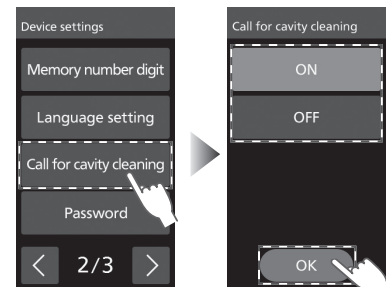 Device settings
Memory number digit
Language setting
Call for cavity cleaning
Password
< 2/3 >
Call for cavity cleaning
ON
OFF
OK